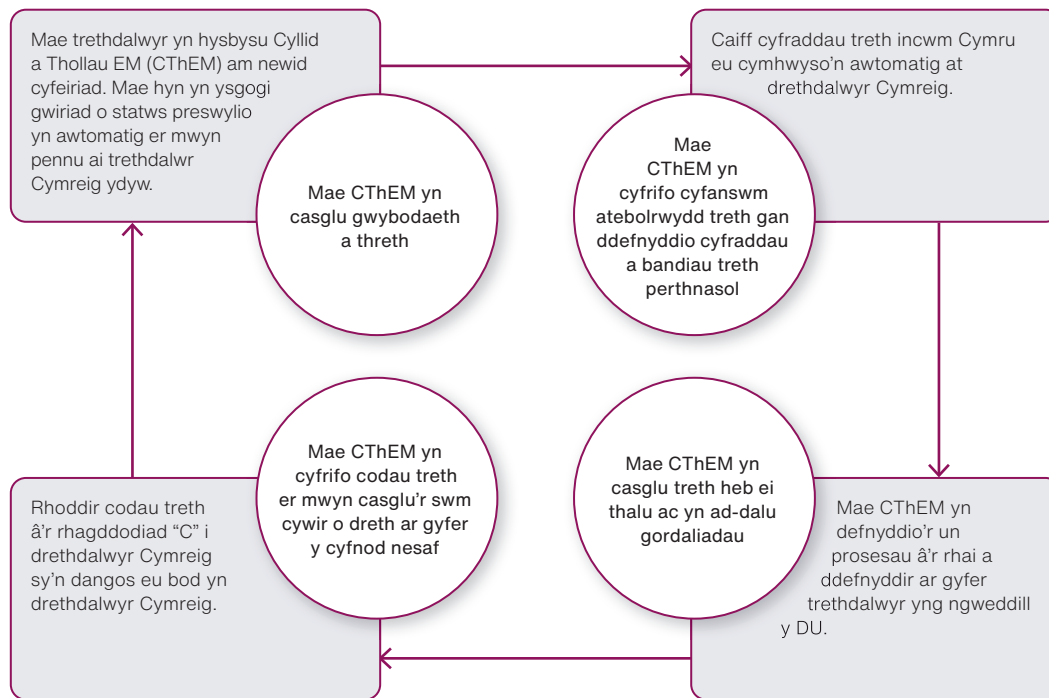 Mae trethdalwyr yn hysbysu Cyllid
a Thollau EM (CThEM) am newid
cyfeiriad. Mae hyn yn ysgogi
gwiriad o statws preswylio
yn awtomatig er mwyn
pennu ai trethdalwr
Cymreig ydyw.
Mae CThEM yn
casglu gwybodaeth
a threth
Caiff cyfraddau treth incwm Cymru
eu cymhwyso’n awtomatig at
drethdalwyr Cymreig.
Mae
CThEM yn
cyfrifo cyfanswm
atebolrwydd treth gan
ddefnyddio cyfraddau
a bandiau treth
perthnasol
Mae CThEM yn
defnyddio’r un
prosesau â’r rhai a
ddefnyddir ar gyfer
trethdalwyr yng ngweddill
y DU.
Mae CThEM yn
casglu treth heb ei
thalu ac yn ad-dalu
gordaliadau
Rhoddir codau treth
â’r rhagddodiad “C” i
drethdalwyr Cymreig
sy’n dangos eu bod yn
drethdalwyr Cymreig.
Mae CThEM yn
cyfrifo codau treth
er mwyn casglu’r swm
cywir o dreth ar gyfer
y cyfnod nesaf